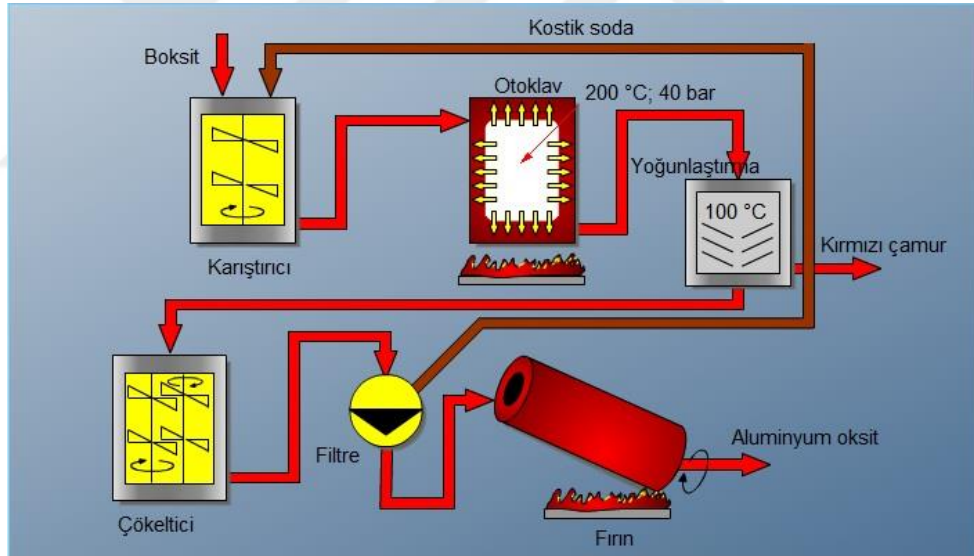 Kostik soda
Boksit
Otoklav
200 °C; 40 bar
Yoğunlaştırma
100 °C
Karıştırıcı
Kırmızı çamur
Filtre
Aluminyum oksit
Çökeltici
Fırın